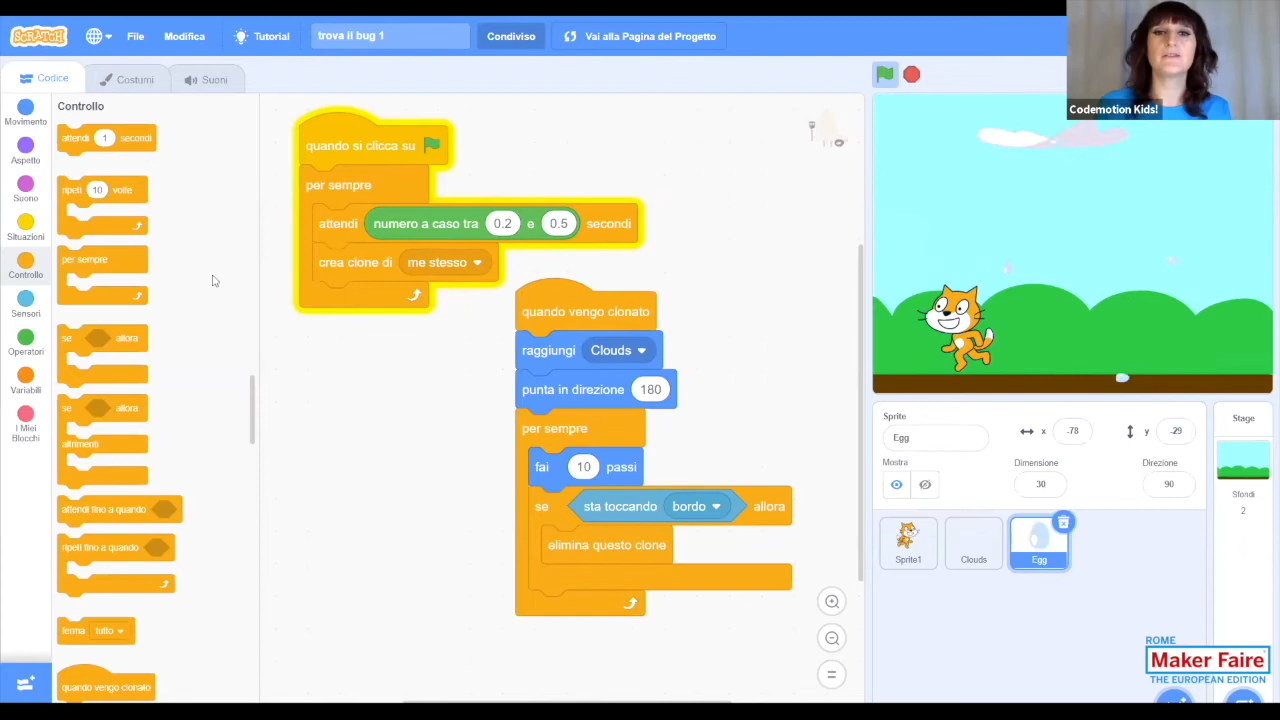 SCRATCH
File
Modifica
Tutorial
trova il bug 1
Condiviso
Vai alla Pagina del Progetto
Codemotion Kids!
Codice
Costumi
Suoni
Movimento
Aspetto
Suono
Situazioni
Controllo
Sensori
Operatori
Variabili
I Miei
Blocchi
Controllo
attendi 1 secondi
ripeti 10 volte
per sempre
se allora
se allora
altrimenti
attendi fino a quando
ripeti fino a quando
ferma tutto
quando vengo clonato
quando si clicca su
per sempre
attendi numero a caso tra 0.2 e 0.5 secondi
crea clone di me stesso
quando vengo clonato
raggiungi Clouds
punta in direzione 180
per sempre
fai 10 passi
se sta toccando bordo allora
elimina questo clone
Sprite
Egg
x -78
y -29
Mostra
Dimensione
30
Direzione
90
Sprite1
Clouds
Egg
Stage
Sfondi
2
ROME
Maker Faire
THE EUROPEAN EDITION